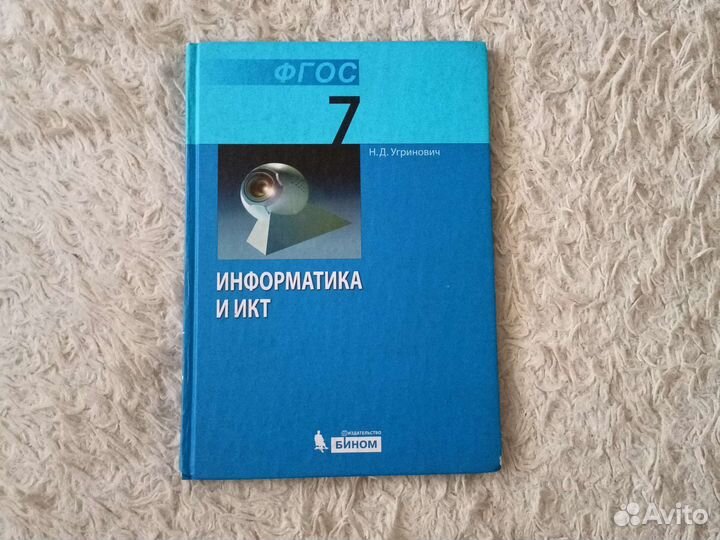 ФГОС
7
Н. Д. Угринович
ИНФОРМАТИКА
И ИКТ
ИЗДАТЕЛЬСТВО
БИНОМ
Avito